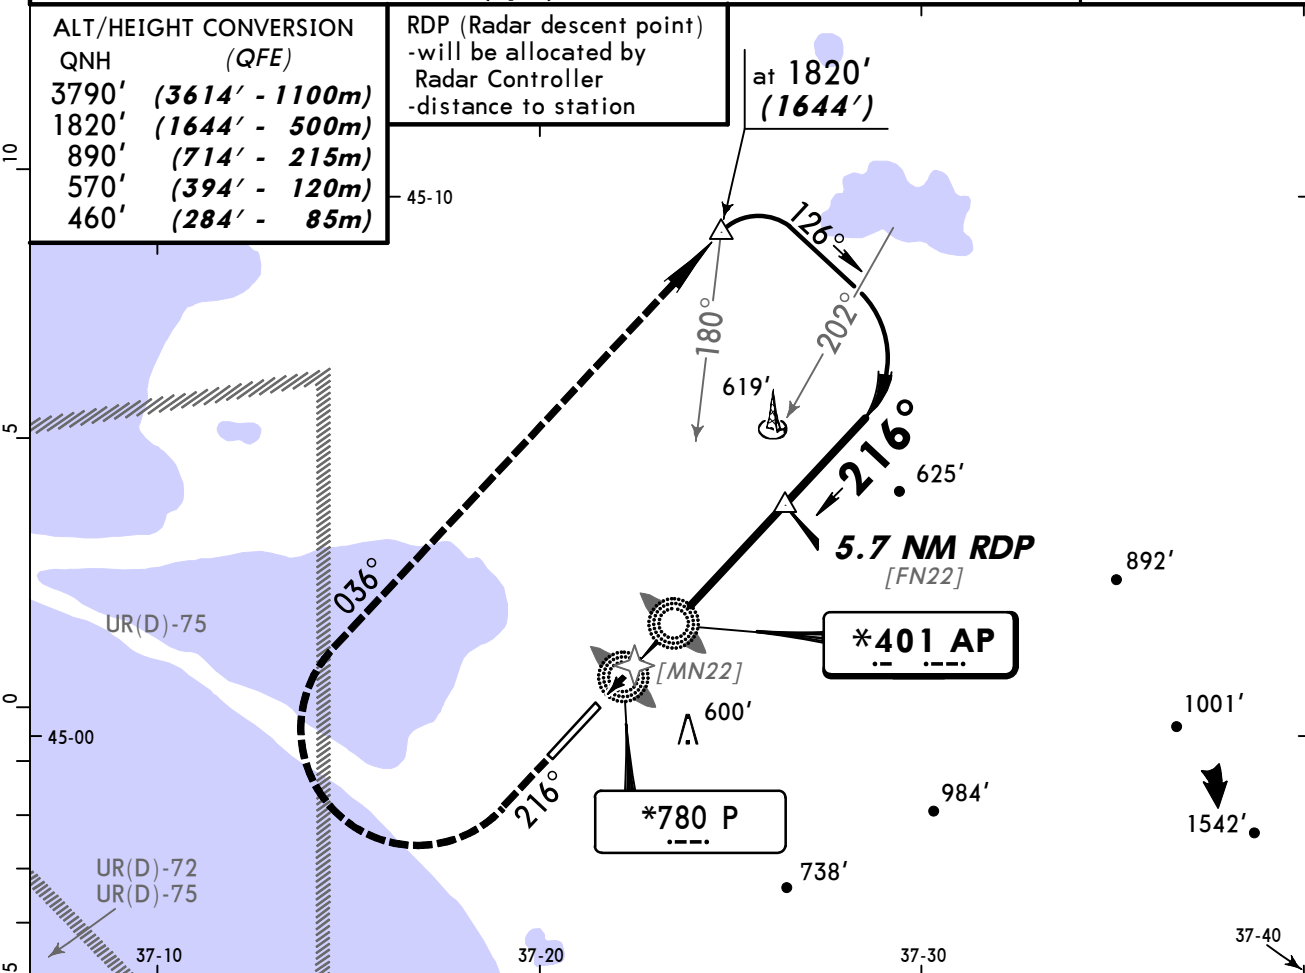 ALT/HEIGHT CONVERSION
QNH (QFE)
3790' (3614' - 1100m)
1820' (1644' - 500m)
890' (714' - 215m)
570' (394' - 120m)
460' (284' - 85m)
RDP (Radar descent point)
-will be allocated by
Radar Controller
-distance to station
at 1820'
(1644')
10
45-10
126°
180°
202°
619'
5
216°
625'
5.7 NM RDP
[FN22]
892'
036°
UR(D)-75
*401 AP
[MN22]
0
45-00
600'
1001'
216°
*780 P
984'
1542'
738'
UR(D)-72
UR(D)-75
5
37-10
37-20
37-30
37-40